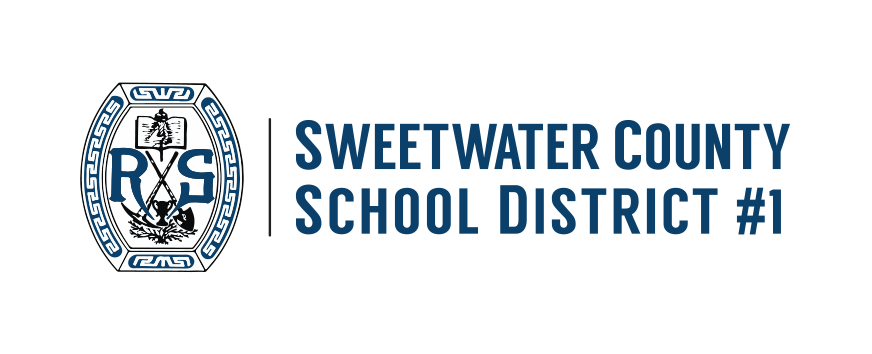 R S
SWEETWATER COUNTY
SCHOOL DISTRICT #1